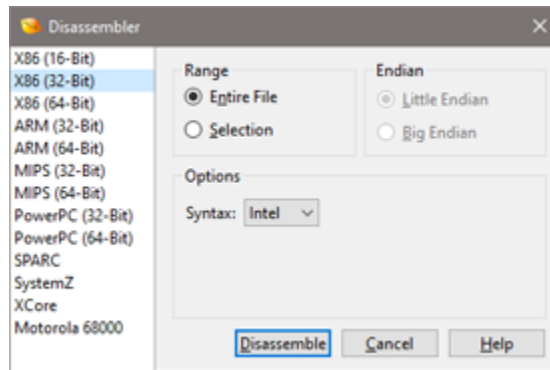 Disassembler
X86 (16-Bit)
X86 (32-Bit)
X86 (64-Bit)
ARM (32-Bit)
ARM (64-Bit)
MIPS (32-Bit)
MIPS (64-Bit)
PowerPC (32-Bit)
PowerPC (64-Bit)
SPARC
SystemZ
XCore
Motorola 68000
Range
Entire File
Selection
Endian
Little Endian
Big Endian
Options
Syntax: Intel
Disassemble Cancel Help